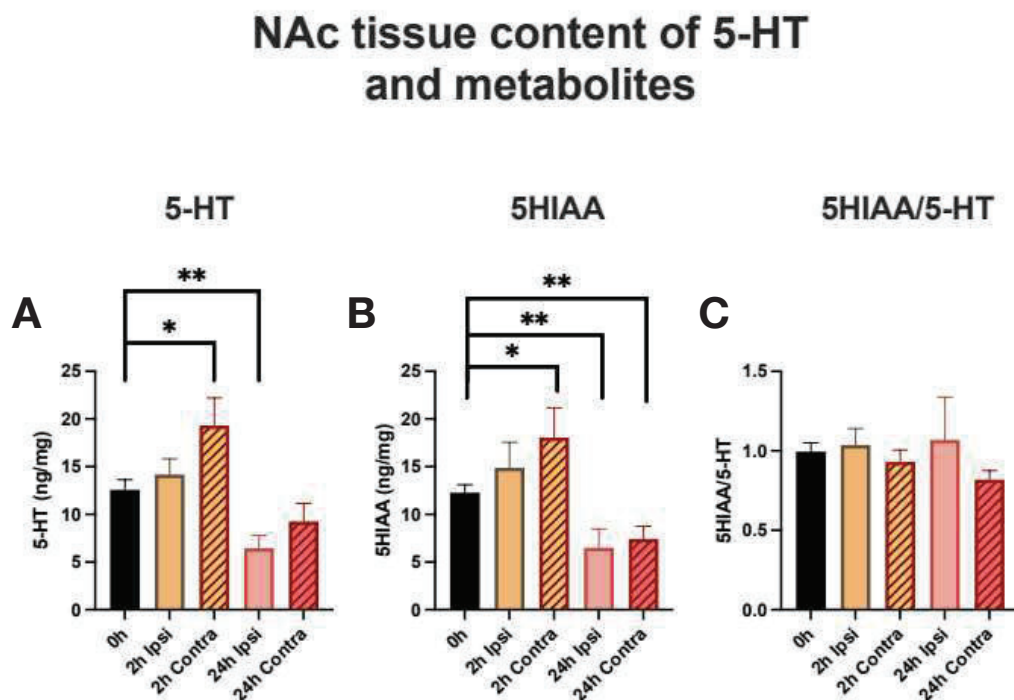 NAc tissue content of 5-HT
and metabolites
5-HT
5HIAA
5HIAA/5-HT
A
**
*
25
20
15
10
5
0
5-HT (ng/mg)
0h
2h Ipsi
2h Contra
24h Ipsi
24h Contra
B
**
**
*
25
20
15
10
5
0
5HIAA (ng/mg)
0h
2h Ipsi
2h Contra
24h Ipsi
24h Contra
C
1.5
1.0
0.5
0.0
5HIAA/5-HT
0h
2h Ipsi
2h Contra
24h Ipsi
24h Contra